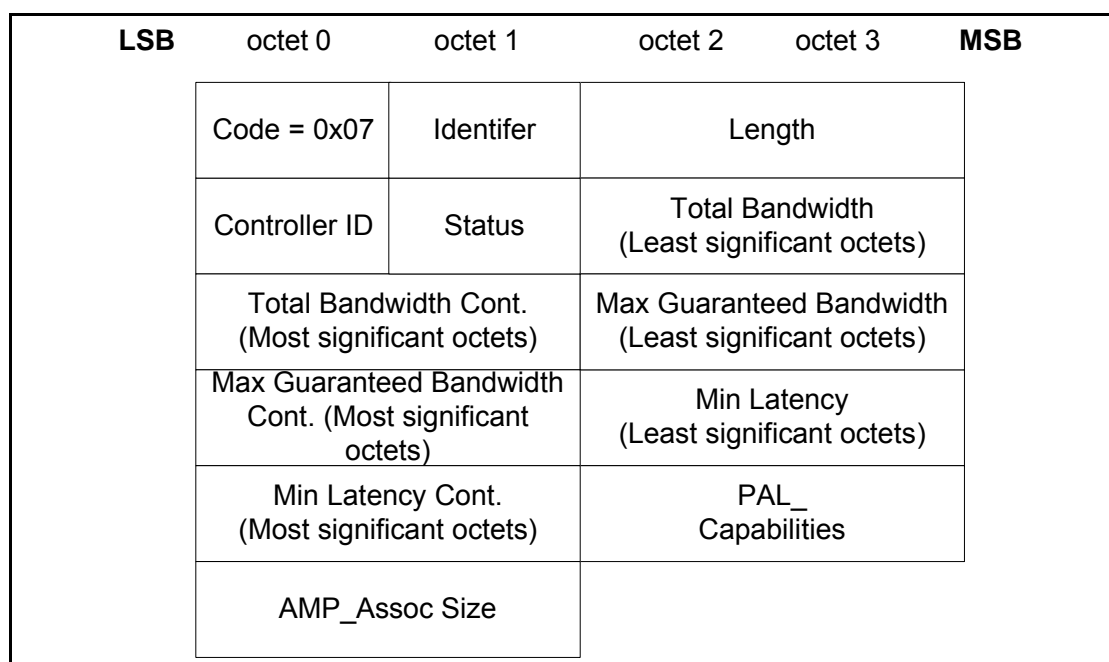 LSB octet 0 octet 1 octet 2 octet 3 MSB
Code = 0x07 Identifer Length
Controller ID Status Total Bandwidth
(Least significant octets)
Total Bandwidth Cont.
(Most significant octets)
Max Guaranteed Bandwidth
(Least significant octets)
Max Guaranteed Bandwidth
Cont. (Most significant
octets)
Min Latency
(Least significant octets)
Min Latency Cont.
(Most significant octets)
PAL_
Capabilities
AMP_Assoc Size